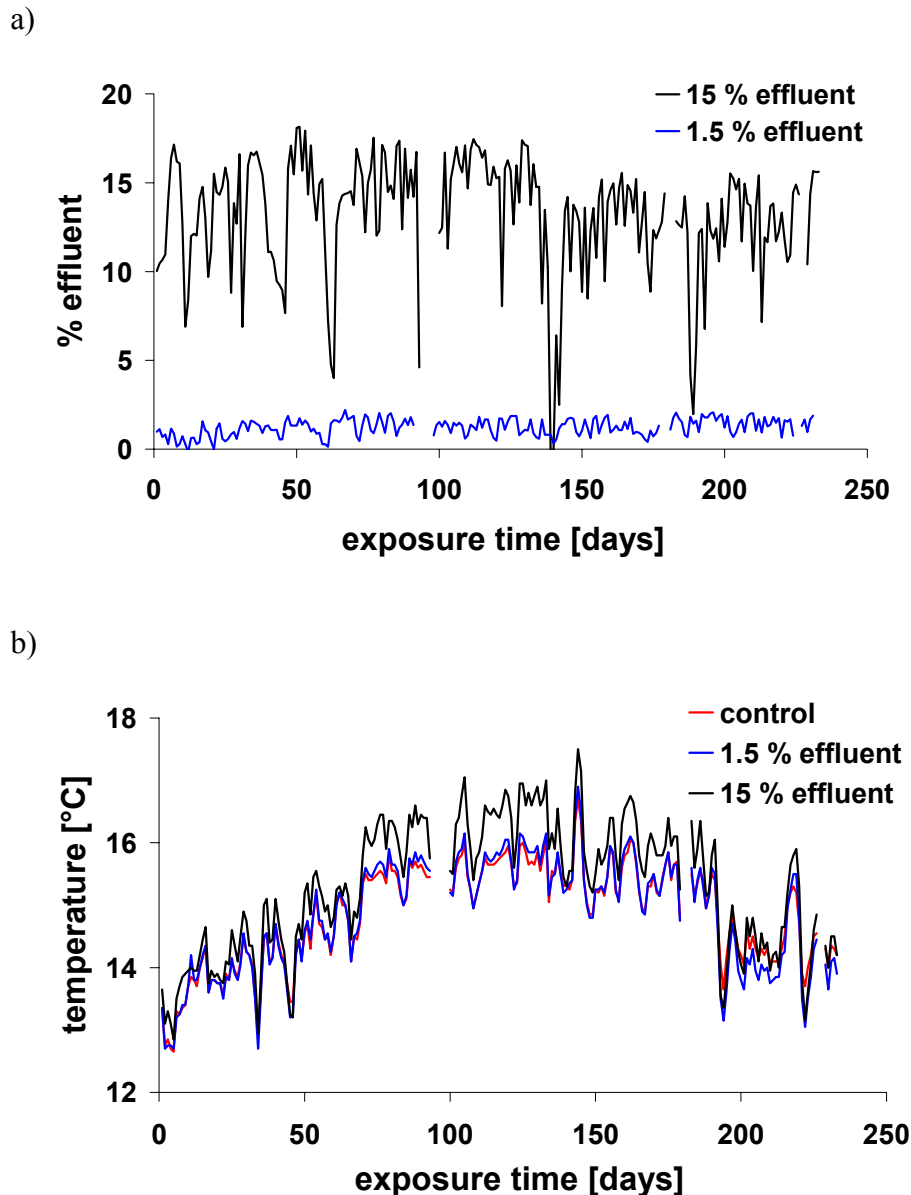 a)
20
15
10
5
0
% effluent
15 % effluent
1.5 % effluent
0 50 100 150 200 250
exposure time [days]
b)
18
16
14
12
temperature [°C]
control
1.5 % effluent
15 % effluent
0 50 100 150 200 250
exposure time [days]